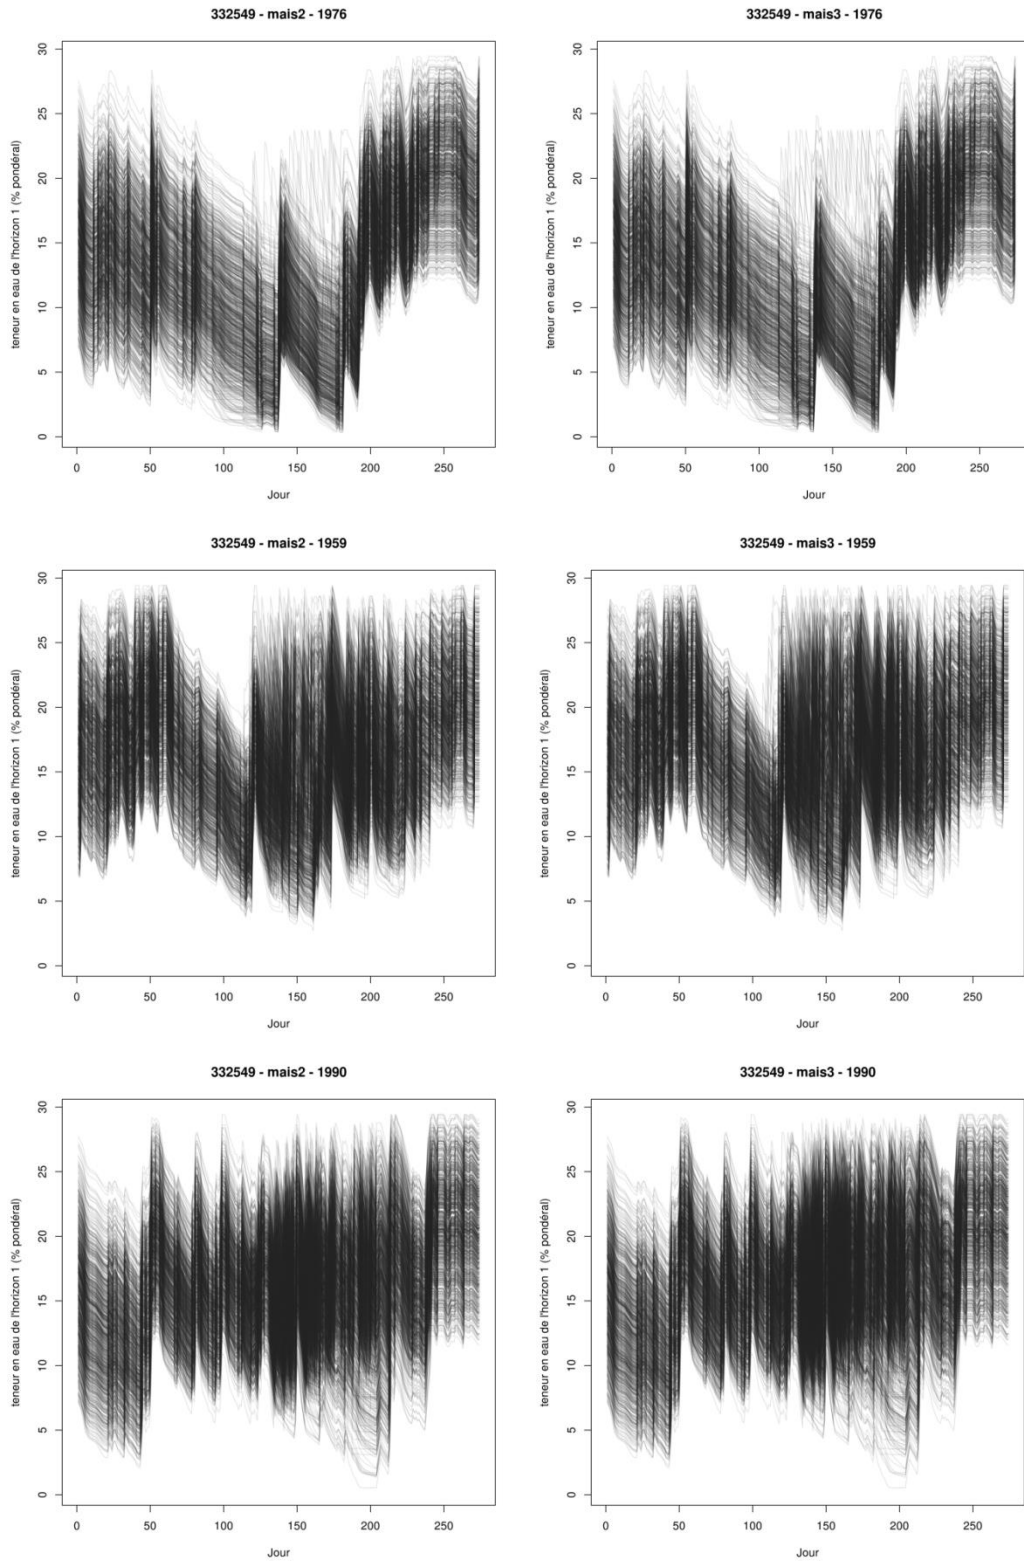 332549 - mais2 - 1976
332549 - mais3 - 1976
teneur en eau de l'horizon 1 (% pondéral)
30
25
20
15
10
5
0
0 50 100 150 200 250
Jour
teneur en eau de l'horizon 1 (% pondéral)
30
25
20
15
10
5
0
0 50 100 150 200 250
Jour
332549 - mais2 - 1959
332549 - mais3 - 1959
teneur en eau de l'horizon 1 (% pondéral)
30
25
20
15
10
5
0
0 50 100 150 200 250
Jour
teneur en eau de l'horizon 1 (% pondéral)
30
25
20
15
10
5
0
0 50 100 150 200 250
Jour
332549 - mais2 - 1990
332549 - mais3 - 1990
teneur en eau de l'horizon 1 (% pondéral)
30
25
20
15
10
5
0
0 50 100 150 200 250
Jour
teneur en eau de l'horizon 1 (% pondéral)
30
25
20
15
10
5
0
0 50 100 150 200 250
Jour